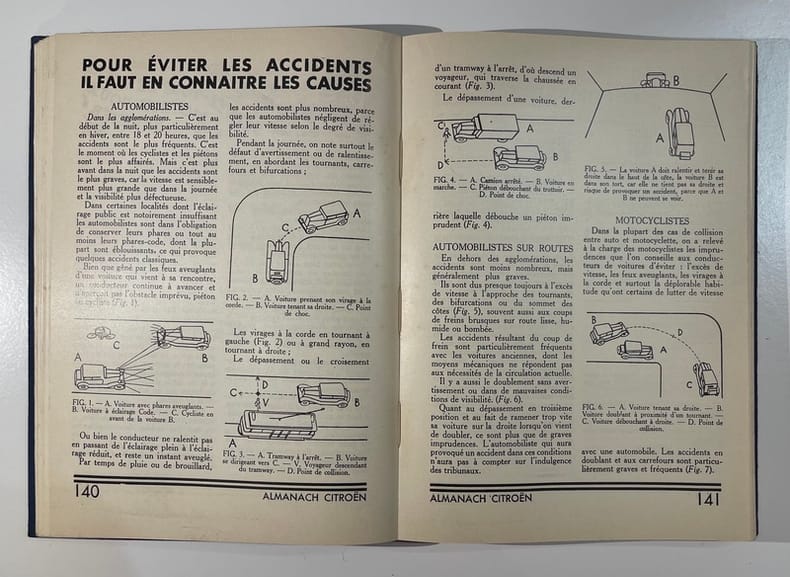 POUR ÉVITER LES ACCIDENTS
IL FAUT EN CONNAITRE LES CAUSES
AUTOMOBILISTES
Dans les agglomérations. — C'est au
début de la nuit, plus particulièrement
en hiver, entre 18 et 20 heures, que les
accidents sont le plus fréquents. C'est
le moment où les cyclistes et les piétons
sont le plus affairés. Mais c'est plus
avant dans la nuit que les accidents sont
le plus graves, car la vitesse est sensible-
ment plus grande que dans la journée
et la visibilité plus défectueuse.
Dans certaines localités dont l'éclai-
rage public est notoirement insuffisant
les automobilistes sont dans l'obligation
de conserver leurs phares ou tout au
moins leurs phares-code, dont la plu-
part sont éblouissants, ce qui provoque
quelques accidents classiques.
Bien que gêné par les feux aveuglants
d'une voiture qui vient à sa rencontre,
un conducteur continue à avancer et
n'aperçoit pas l'obstacle imprévu, piéton
ou cycliste (Fig. 1).
C
A
B
FIG. 1. — A. Voiture avec phares aveuglants. —
B. Voiture à éclairage Code. — C. Cycliste en
avant de la voiture B.
Ou bien le conducteur ne ralentit pas
en passant de l'éclairage plein à l'éclai-
rage réduit, et reste un instant aveuglé.
Par temps de pluie ou de brouillard,
les accidents sont plus nombreux, parce
que les automobilistes négligent de ré-
gler leur vitesse selon le degré de visi-
bilité.
Pendant la journée, on note surtout le
défaut d'avertissement ou de ralentisse-
ment, en abordant les tournants, carre-
fours et bifurcations ;
A
C
B
FIG. 2. — A. Voiture prenant son virage à la
corde. — B. Voiture tenant sa droite. — C. Point
de choc.
Les virages à la corde en tournant à
gauche (Fig. 2) ou à grand rayon, en
tournant à droite ;
Le dépassement ou le croisement
D
C
B
V
A
FIG. 3. — A. Tramway à l'arrêt. — B. Voiture
se dirigeant vers C. — V. Voyageur descendant
du tramway. — D. Point de collision.
140
ALMANACH CITROËN
d'un tramway à l'arrêt, d'où descend un
voyageur, qui traverse la chaussée en
courant (Fig. 3).
Le dépassement d'une voiture, der-
C
A
D
B
FIG. 4. — A. Camion arrêté. — B. Voiture en
marche. — C. Piéton débouchant du trottoir. —
D. Point de choc.
rière laquelle débouche un piéton im-
prudent (Fig. 4).
AUTOMOBILISTES SUR ROUTES
En dehors des agglomérations, les
accidents sont moins nombreux, mais
généralement plus graves.
Ils sont dus presque toujours à l'excès
de vitesse à l'approche des tournants,
des bifurcations ou du sommet de
côtes (Fig. 5), souvent aussi aux coups
de freins brusques sur route lisse, hu-
mide ou bombée.
Les accidents résultant du coup de
frein sont particulièrement fréquents
avec les voitures anciennes, dont les
moyens mécaniques ne répondent pas
aux nécessités de la circulation actuelle.
Il y a aussi le doublement sans aver-
tissement ou dans de mauvaises condi-
tions de visibilité. (Fig. 6).
Quant au dépassement en troisième
position et au fait de ramener trop vite
sa voiture sur la droite lorsqu'on vient
de doubler, ce sont plus que de graves
imprudences. L'automobiliste qui aura
provoqué un accident dans ces conditions
n'aura pas à compter sur l'indulgence
des tribunaux.
B
A
FIG. 5. — La voiture A doit ralentir et tenir sa
droite dans le haut de la côte, la voiture B est
dans son tort, car elle ne tient pas sa droite et
risque de provoquer un accident, parce que A
et B ne peuvent se voir.
MOTOCYCLISTES
Dans la plupart des cas de collision
entre auto et motocyclette, on a relevé
à la charge des motocyclistes les impru-
dences que l'on conseille aux conduc-
teurs de voitures d'éviter : l'excès de
vitesse, les feux aveuglants, les virages à
la corde et surtout la déplorable habi-
tude qu'ont certains de lutter de vitesse
B
D
A
C
FIG. 6. — A. Voiture tenant sa droite. — B.
Voiture doublant à proximité d'un tournant. —
C. Voiture débouchant à droite. — D. Point de
collision.
avec une automobile. Les accidents en
doublant et aux carrefours sont particu-
lièrement graves et fréquents (Fig. 7).
ALMANACH CITROËN
141